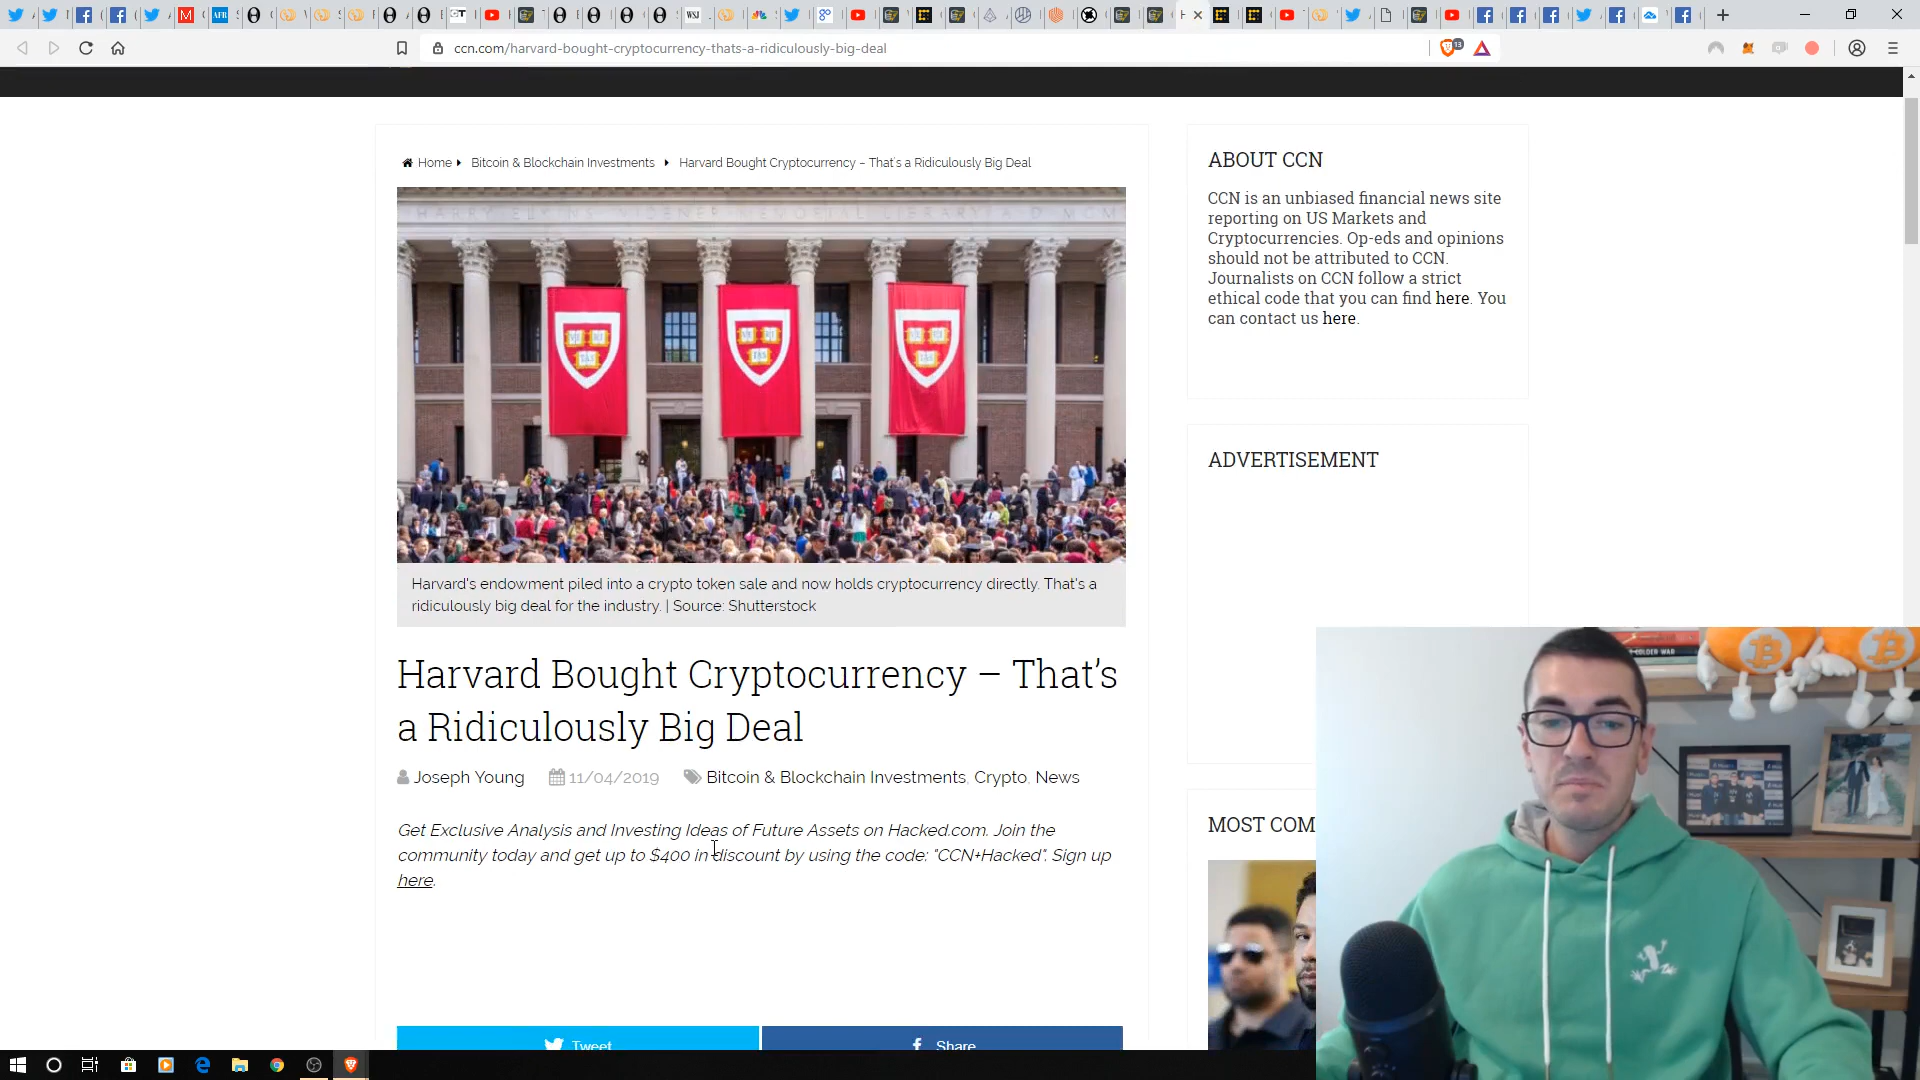 ccn.com/harvard-bought-cryptocurrency-thats-a-ridiculously-big-deal
13
Home Bitcoin & Blockchain Investments Harvard Bought Cryptocurrency – That's a Ridiculously Big Deal
Harvard's endowment piled into a crypto token sale and now holds cryptocurrency directly. That's a
ridiculously big deal for the industry. | Source: Shutterstock
Harvard Bought Cryptocurrency – That's
a Ridiculously Big Deal
Joseph Young 11/04/2019 Bitcoin & Blockchain Investments, Crypto, News
Get Exclusive Analysis and Investing Ideas of Future Assets on Hacked.com. Join the
community today and get up to $400 in discount by using the code: "CCN+Hacked". Sign up
here.
Tweet
Share
ABOUT CCN
CCN is an unbiased financial news site
reporting on US Markets and
Cryptocurrencies. Op-eds and opinions
should not be attributed to CCN.
Journalists on CCN follow a strict
ethical code that you can find here. You
can contact us here.
ADVERTISEMENT
MOST COM
COLDER WAR